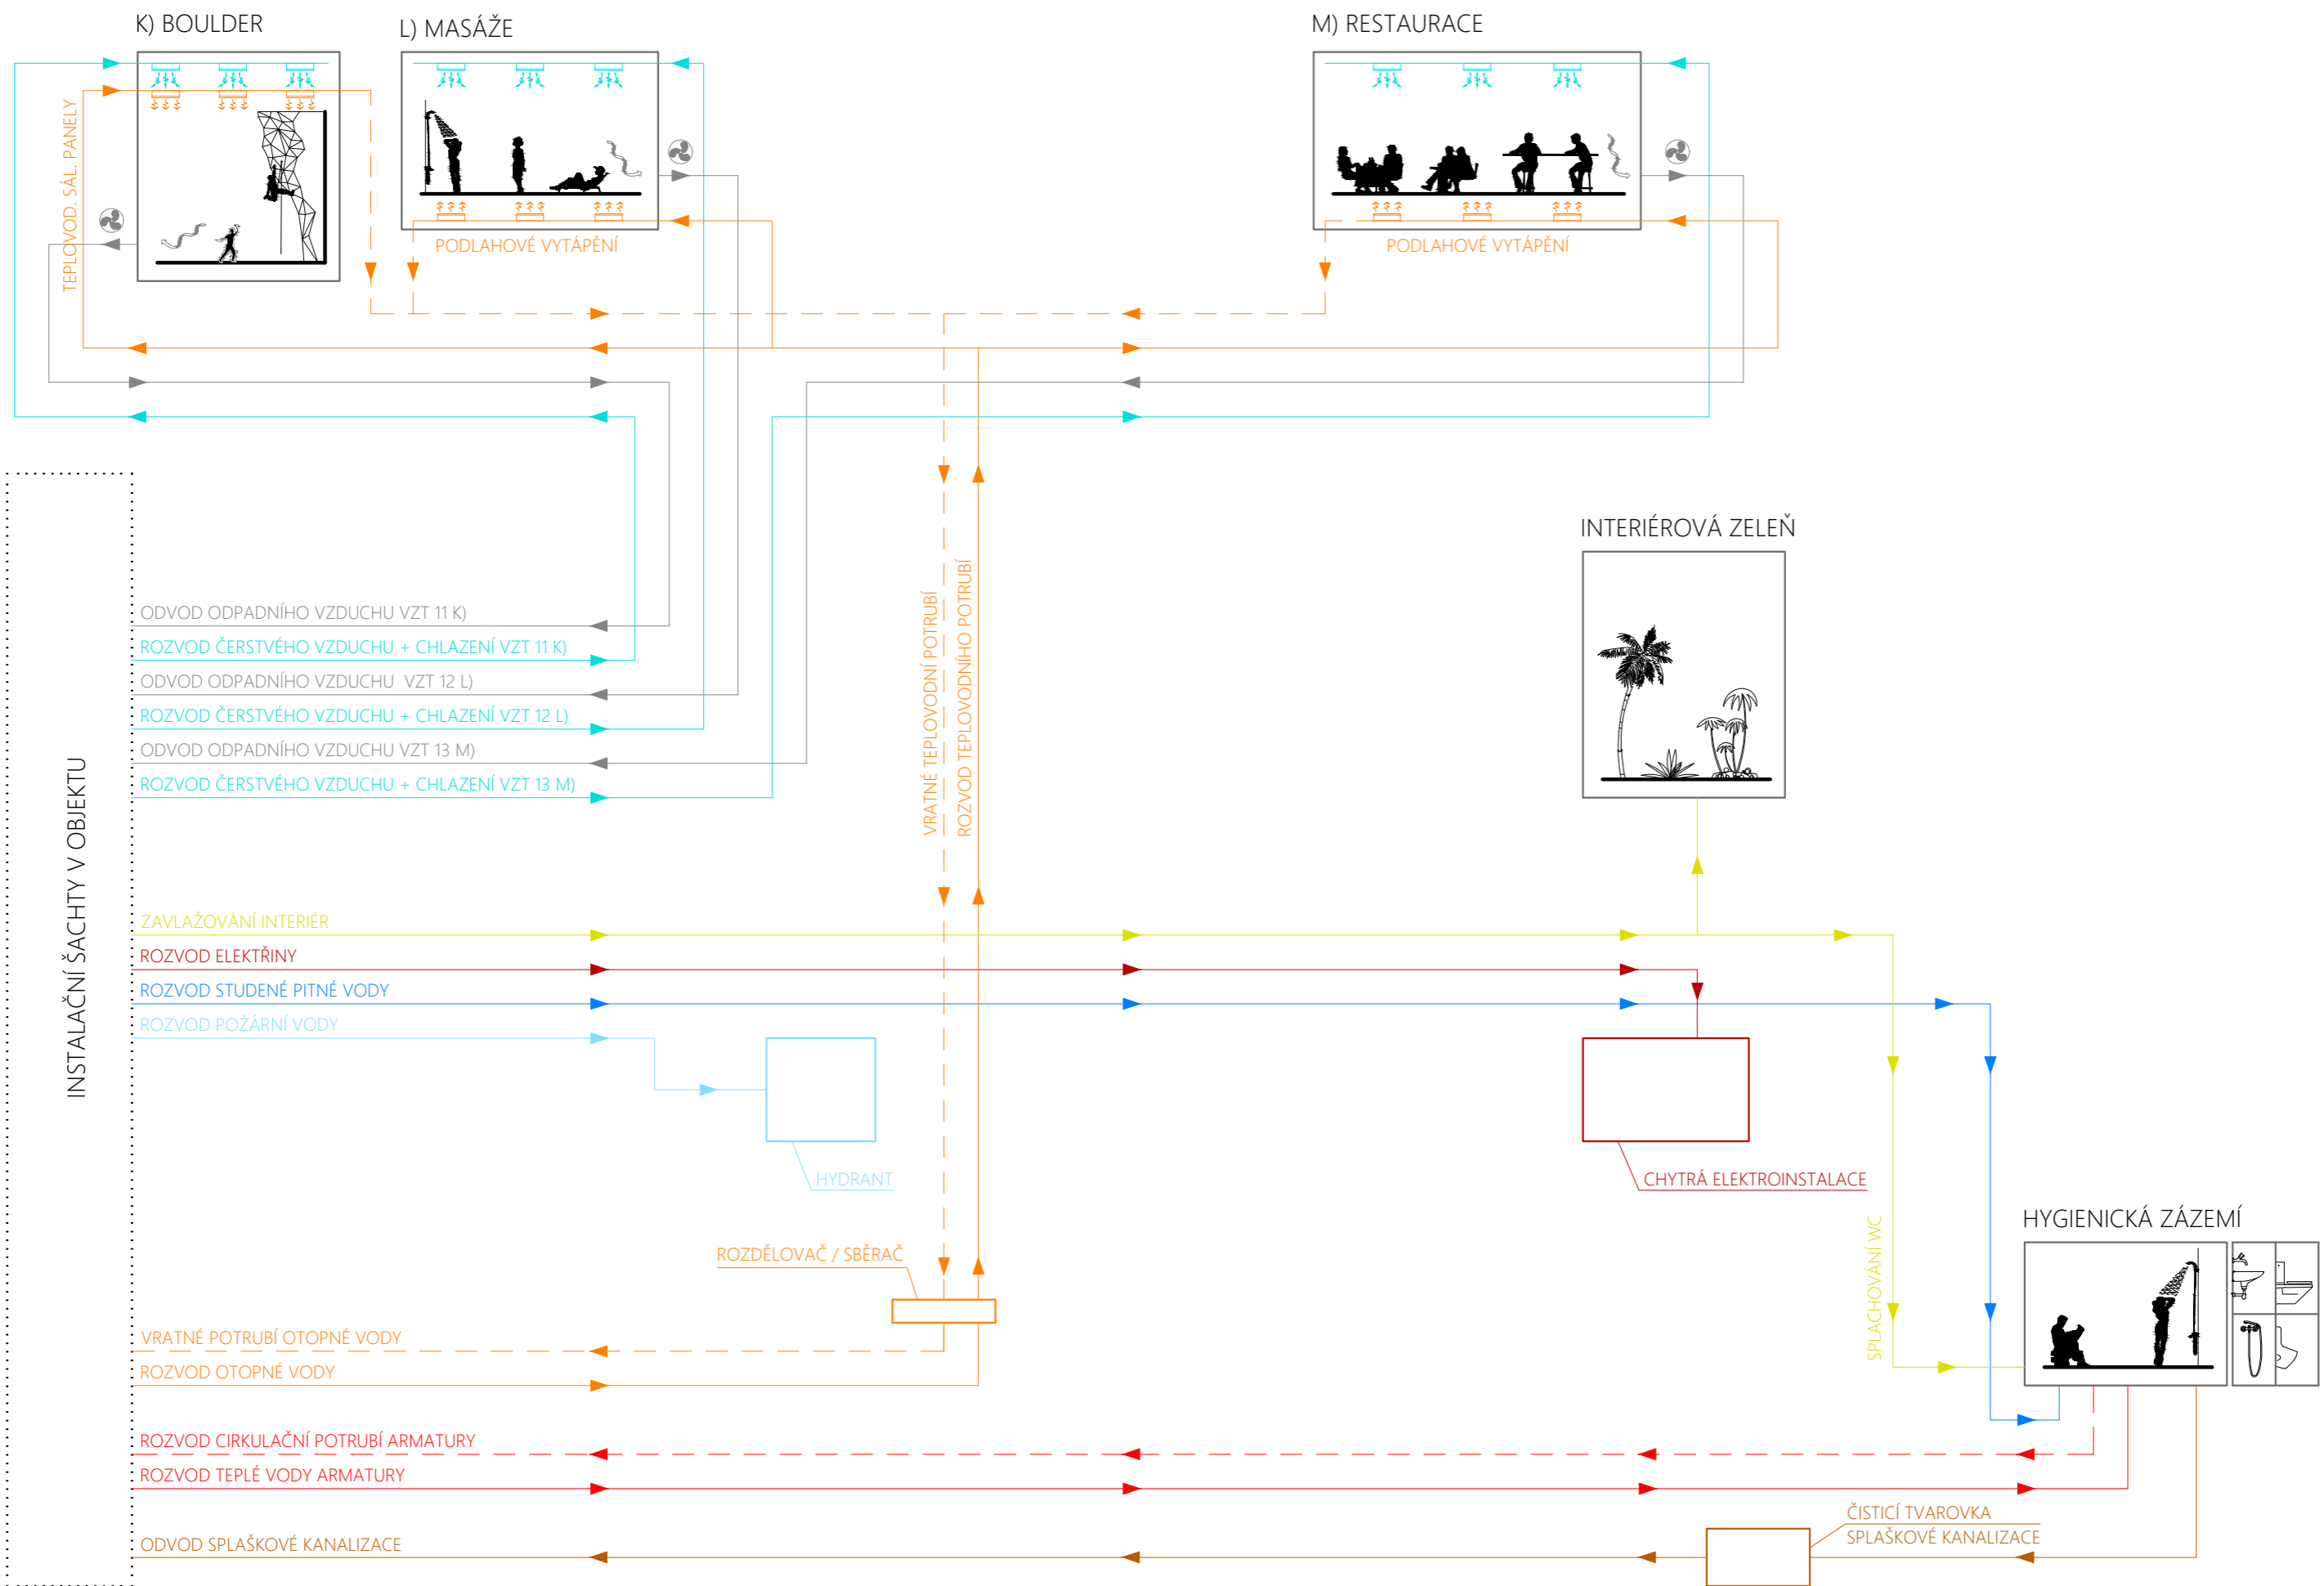 K) BOULDER
L) MASÁŽE
M) RESTAURACE
TEPLOVOD. SÁL. PANELY
PODLAHOVÉ VYTÁPĚNÍ
PODLAHOVÉ VYTÁPĚNÍ
INTERIÉROVÁ ZELEŇ
VRATNÉ TEPLOVODNÍ POTRUBÍ
ROZVOD TEPLOVODNÍHO POTRUBÍ
INSTALAČNÍ ŠACHTY V OBJEKTU
ODVOD ODPADNÍHO VZDUCHU VZT 11 K)
ROZVOD ČERSTVÉHO VZDUCHU + CHLAZENÍ VZT 11 K)
ODVOD ODPADNÍHO VZDUCHU VZT 12 L)
ROZVOD ČERSTVÉHO VZDUCHU + CHLAZENÍ VZT 12 L)
ODVOD ODPADNÍHO VZDUCHU VZT 13 M)
ROZVOD ČERSTVÉHO VZDUCHU + CHLAZENÍ VZT 13 M)
ZAVLAŽOVÁNÍ INTERIÉR
ROZVOD ELEKTŘINY
ROZVOD STUDENÉ PITNÉ VODY
ROZVOD POŽÁRNÍ VODY
HYDRANT
CHYTRÁ ELEKTROINSTALACE
SPLACHOVÁNÍ WC
HYGIENICKÁ ZÁZEMÍ
ROZDĚLOVAČ / SBĚRAČ
VRATNÉ POTRUBÍ OTOPNÉ VODY
ROZVOD OTOPNÉ VODY
ROZVOD CIRKULAČNÍ POTRUBÍ ARMATURY
ROZVOD TEPLÉ VODY ARMATURY
ČISTICÍ TVAROVKA
SPLAŠKOVÉ KANALIZACE
ODVOD SPLAŠKOVÉ KANALIZACE